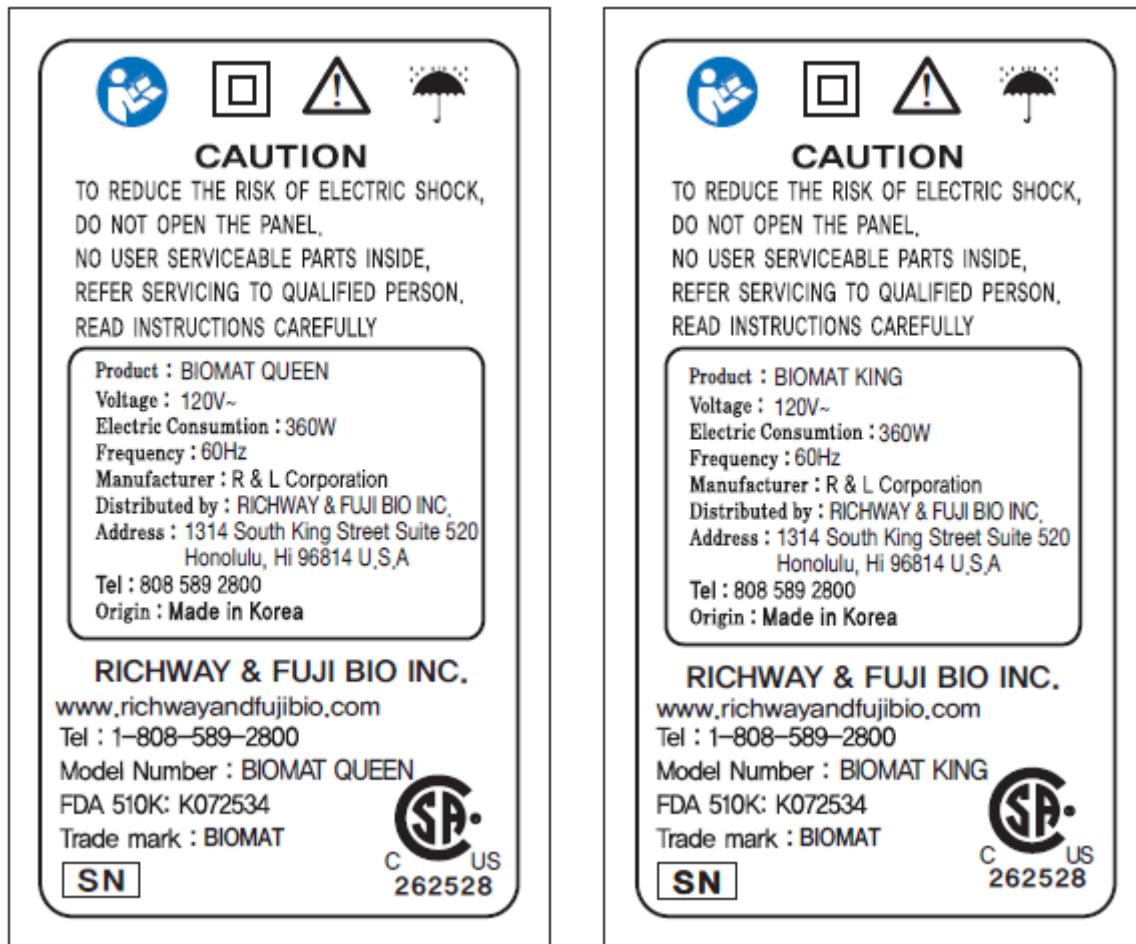 CAUTION
TO REDUCE THE RISK OF ELECTRIC SHOCK,
DO NOT OPEN THE PANEL.
NO USER SERVICEABLE PARTS INSIDE,
REFER SERVICING TO QUALIFIED PERSON.
READ INSTRUCTIONS CAREFULLY
Product : BIOMAT QUEEN
Voltage : 120V~
Electric Consumtion : 360W
Frequency : 60Hz
Manufacturer : R & L Corporation
Distributed by : RICHWAY & FUJI BIO INC.
Address : 1314 South King Street Suite 520
Honolulu, Hi 96814 U.S.A
Tel : 808 589 2800
Origin : Made in Korea
RICHWAY & FUJI BIO INC.
www.richwayandfujibio.com
Tel : 1-808-589-2800
Model Number : BIOMAT QUEEN
FDA 510K: K072534
Trade mark : BIOMAT
SN
SA
C US
262528
CAUTION
TO REDUCE THE RISK OF ELECTRIC SHOCK,
DO NOT OPEN THE PANEL.
NO USER SERVICEABLE PARTS INSIDE,
REFER SERVICING TO QUALIFIED PERSON.
READ INSTRUCTIONS CAREFULLY
Product : BIOMAT KING
Voltage : 120V~
Electric Consumtion : 360W
Frequency : 60Hz
Manufacturer : R & L Corporation
Distributed by : RICHWAY & FUJI BIO INC.
Address : 1314 South King Street Suite 520
Honolulu, Hi 96814 U.S.A
Tel : 808 589 2800
Origin : Made in Korea
RICHWAY & FUJI BIO INC.
www.richwayandfujibio.com
Tel : 1-808-589-2800
Model Number : BIOMAT KING
FDA 510K: K072534
Trade mark : BIOMAT
SN
SA
C US
262528